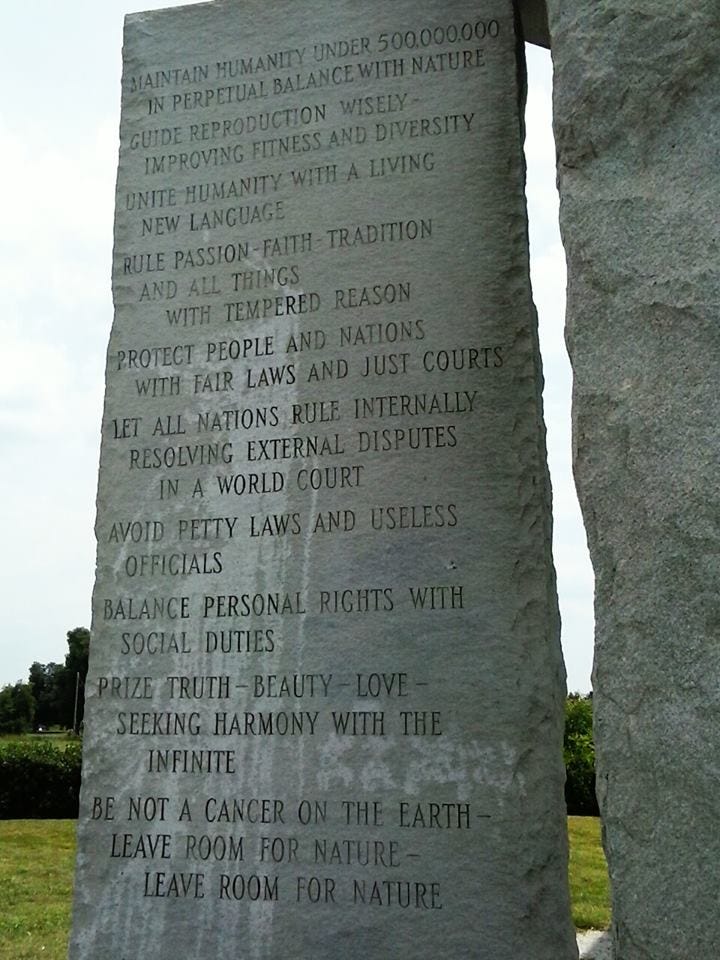 MAINTAIN HUMANITY UNDER 500,000,000
IN PERPETUAL BALANCE WITH NATURE
GUIDE REPRODUCTION WISELY-
IMPROVING FITNESS AND DIVERSITY
UNITE HUMANITY WITH A LIVING
NEW LANGUAGE
RULE PASSION-FAITH-TRADITION
AND ALL THINGS
WITH TEMPERED REASON
PROTECT PEOPLE AND NATIONS
WITH FAIR LAWS AND JUST COURTS
LET ALL NATIONS RULE INTERNALLY
RESOLVING EXTERNAL DISPUTES
IN A WORLD COURT
AVOID PETTY LAWS AND USELESS
OFFICIALS
BALANCE PERSONAL RIGHTS WITH
SOCIAL DUTIES
PRIZE TRUTH-BEAUTY-LOVE-
SEEKING HARMONY WITH THE
INFINITE
BE NOT A CANCER ON THE EARTH-
LEAVE ROOM FOR NATURE-
LEAVE ROOM FOR NATURE